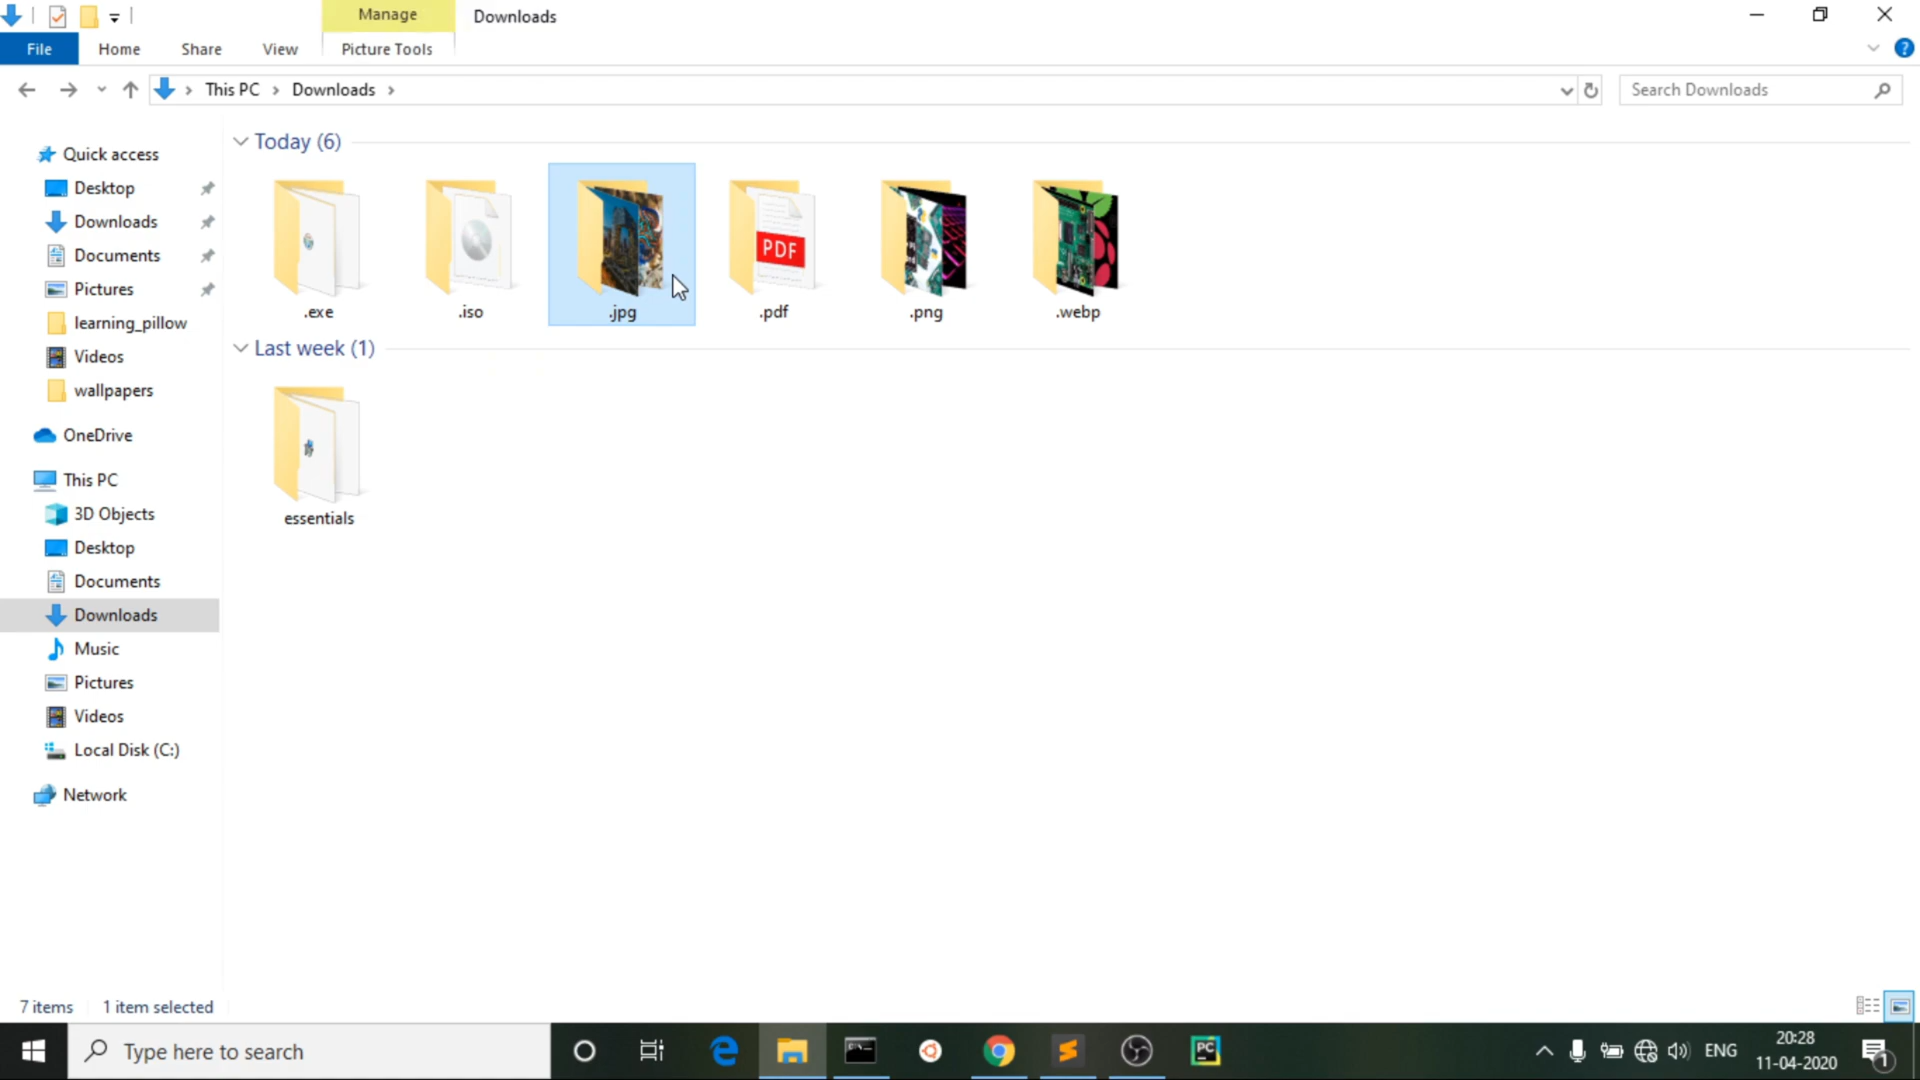 Manage
Downloads
File
Home
Share
View
Picture Tools
This PC
Downloads
Search Downloads
Quick access
Desktop
Downloads
Documents
Pictures
learning_pillow
Videos
wallpapers
OneDrive
This PC
3D Objects
Desktop
Documents
Downloads
Music
Pictures
Videos
Local Disk (C:)
Network
Today (6)
.exe
.iso
.jpg
PDF
.pdf
.png
.webp
Last week (1)
essentials
7 items
1 item selected
Type here to search
PC
ENG
20:28
11-04-2020
1